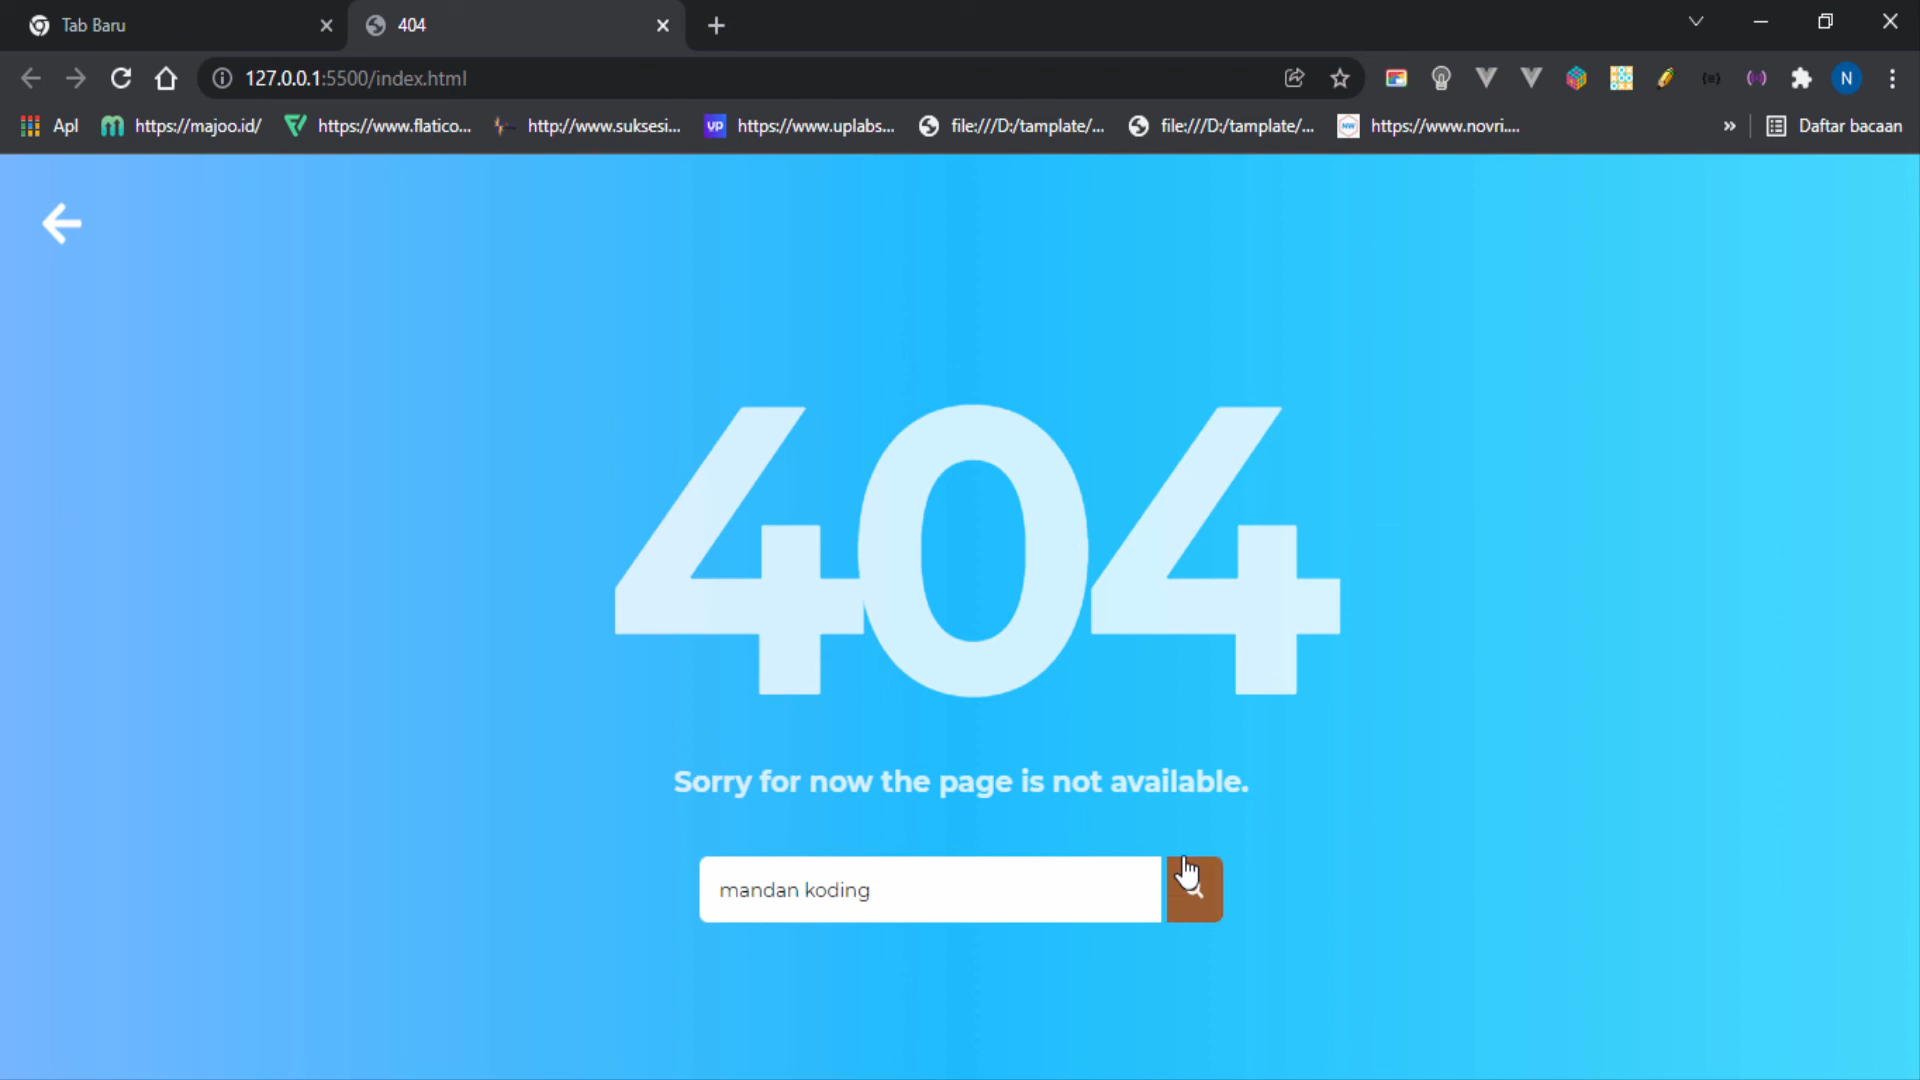 Tab Baru
404
127.0.0.1:5500/index.html
N
Apl
https://majoo.id/
https://www.flatico...
http://www.suksesi...
up
https://www.uplabs...
file:///D:/tamplate/...
file:///D:/tamplate/...
NW
https://www.novri....
»
Daftar bacaan
404
Sorry for now the page is not available.
mandan koding